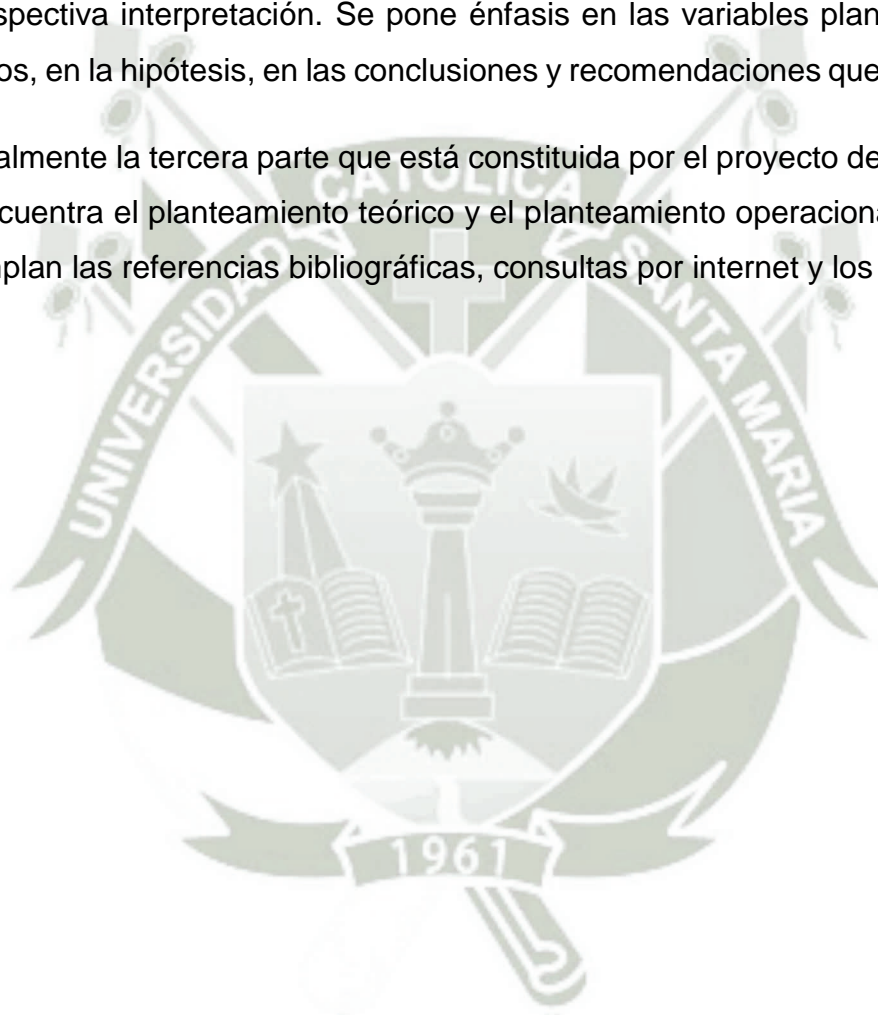 spectiva interpretación. Se pone énfasis en las variables plan
os, en la hipótesis, en las conclusiones y recomendaciones que
almente la tercera parte que está constituida por el proyecto de
cuentra el planteamiento teórico y el planteamiento operacion
plan las referencias bibliográficas, consultas por internet y los
UNIVERSIDAD CATOLICA SANTA MARIA
1961